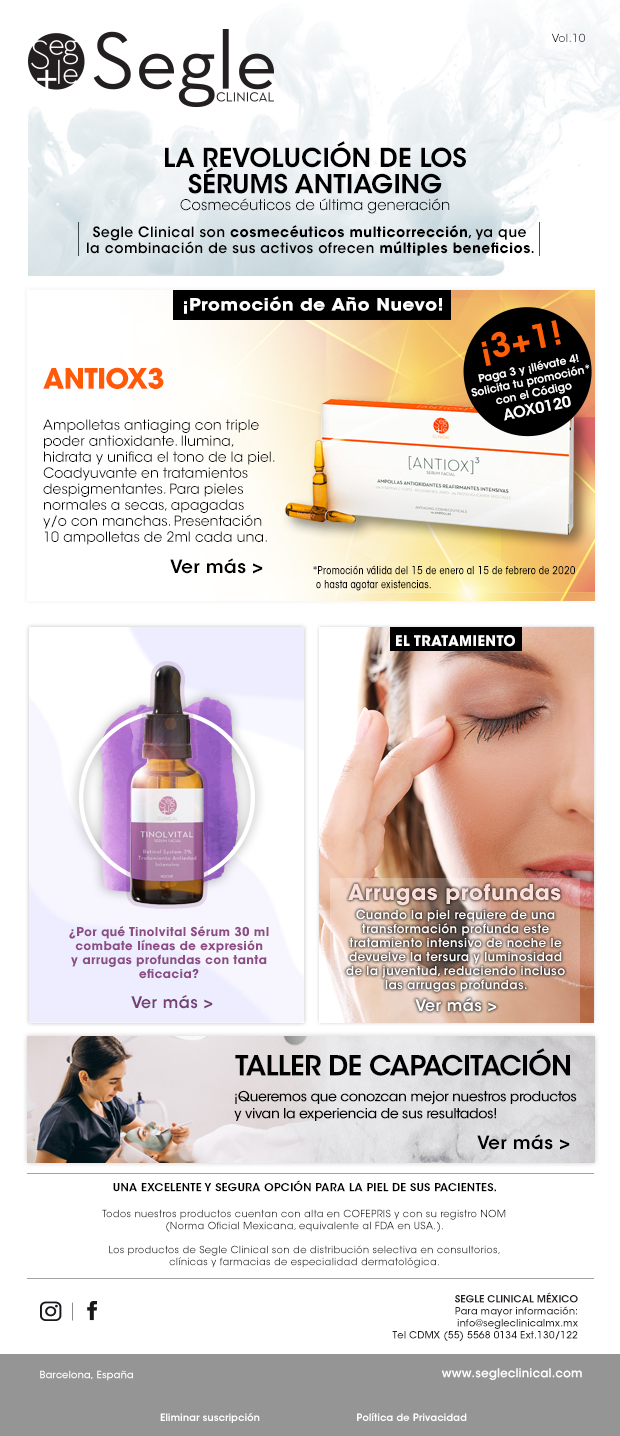 Segle
CLINICAL
Vol.10
LA REVOLUCIÓN DE LOS
SÉRUMS ANTIAGING
Cosmecéuticos de última generación
Segle Clinical son cosmecéuticos multicorrección, ya que
la combinación de sus activos ofrecen múltiples beneficios.
¡Promoción de Año Nuevo!
¡3+1!
Paga 3 y ¡llévate 4!
Solicita tu promoción*
con el Código
AOX0120
ANTIOX3
Ampolletas antiaging con triple
poder antioxidante. Ilumina,
hidrata y unifica el tono de la piel.
Coadyuvante en tratamientos
despigmentantes. Para pieles
normales a secas, apagadas
y/o con manchas. Presentación
10 ampolletas de 2ml cada una.
Ver más >
[ANTIOX]³
SERUM FACIAL
AMPOLLAS ANTIOXIDANTES REAFIRMANTES INTENSIVAS
*Promoción válida del 15 de enero al 15 de febrero de 2020
o hasta agotar existencias.
TINOLVITAL
SERUM FACIAL
Retinol System 3%
Tratamiento Antiedad
Intensivo
¿Por qué Tinolvital Sérum 30 ml
combate líneas de expresión
y arrugas profundas con tanta
eficacia?
Ver más >
EL TRATAMIENTO
Arrugas profundas
Cuando la piel requiere de una
transformación profunda este
tratamiento intensivo de noche le
devuelve la tersura y luminosidad
de la juventud, reduciendo incluso
las arrugas profundas.
Ver más >
TALLER DE CAPACITACIÓN
¡Queremos que conozcan mejor nuestros productos
y vivan la experiencia de sus resultados!
Ver más >
UNA EXCELENTE Y SEGURA OPCIÓN PARA LA PIEL DE SUS PACIENTES.
Todos nuestros productos cuentan con alta en COFEPRIS y con su registro NOM
(Norma Oficial Mexicana, equivalente al FDA en USA.).
Los productos de Segle Clinical son de distribución selectiva en consultorios,
clínicas y farmacias de especialidad dermatológica.
SEGLE CLINICAL MÉXICO
Para mayor información:
info@segleclinicalmx.mx
Tel CDMX (55) 5568 0134 Ext.130/122
Barcelona, España
www.segleclinical.com
Eliminar suscripción
Política de Privacidad